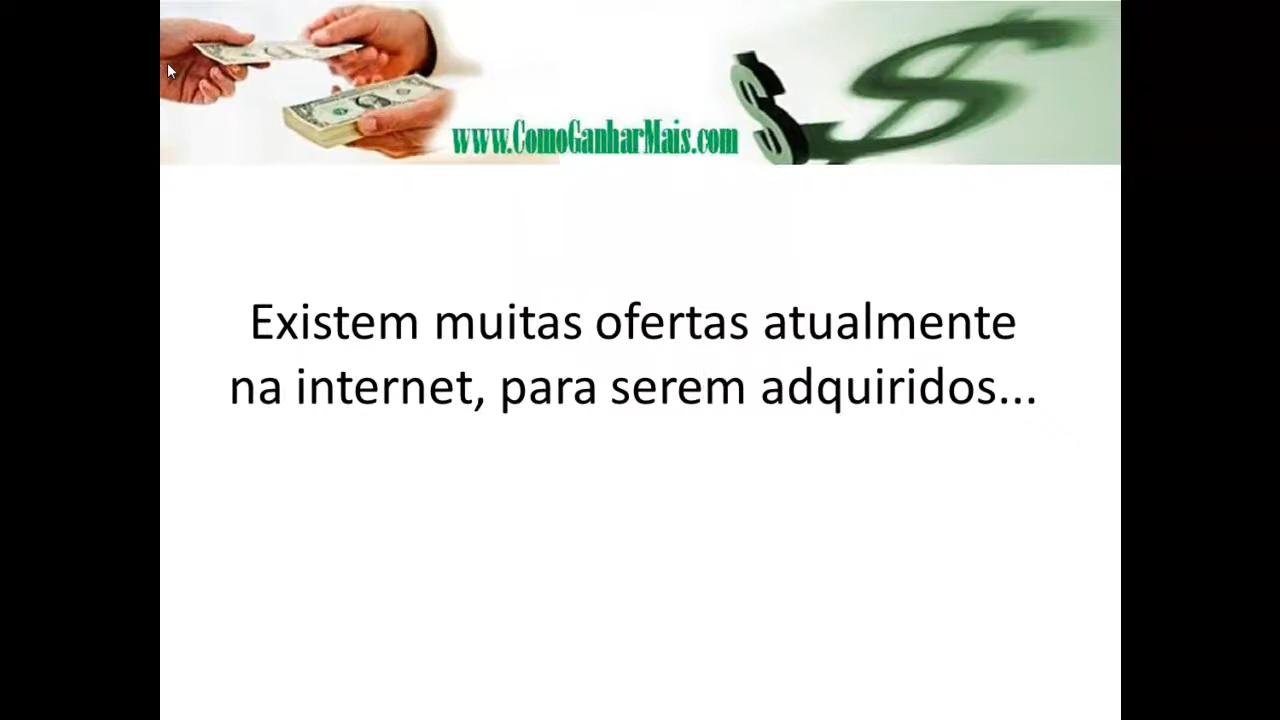 www.ComoGanharMais.com
Existem muitas ofertas atualmente
na internet, para serem adquiridos...